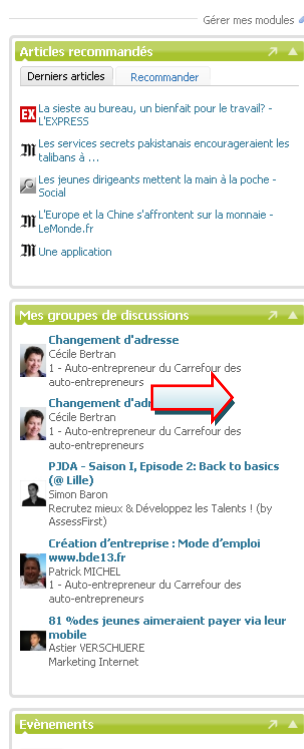 Gérer mes modules
Articles recommandés
Derniers articles Recommander
EX La sieste au bureau, un bienfait pour le travail? -
L'EXPRESS
M Les services secrets pakistanais encourageraient les
talibans à ...
Les jeunes dirigeants mettent la main à la poche -
Social
M L'Europe et la Chine s'affrontent sur la monnaie -
LeMonde.fr
M Une application
Mes groupes de discussions
Changement d'adresse
Cécile Bertran
1 - Auto-entrepreneur du Carrefour des
auto-entrepreneurs
Changement d'adr
Cécile Bertran
1 - Auto-entrepreneur du Carrefour des
auto-entrepreneurs
PJDA - Saison I, Episode 2: Back to basics
(@ Lille)
Simon Baron
Recrutez mieux & Développez les Talents ! (by
AssessFirst)
Création d'entreprise : Mode d'emploi
www.bde13.fr
Patrick MICHEL
1 - Auto-entrepreneur du Carrefour des
auto-entrepreneurs
81 %des jeunes aimeraient payer via leur
mobile
Astier VERSCHUERE
Marketing Internet
Evènements